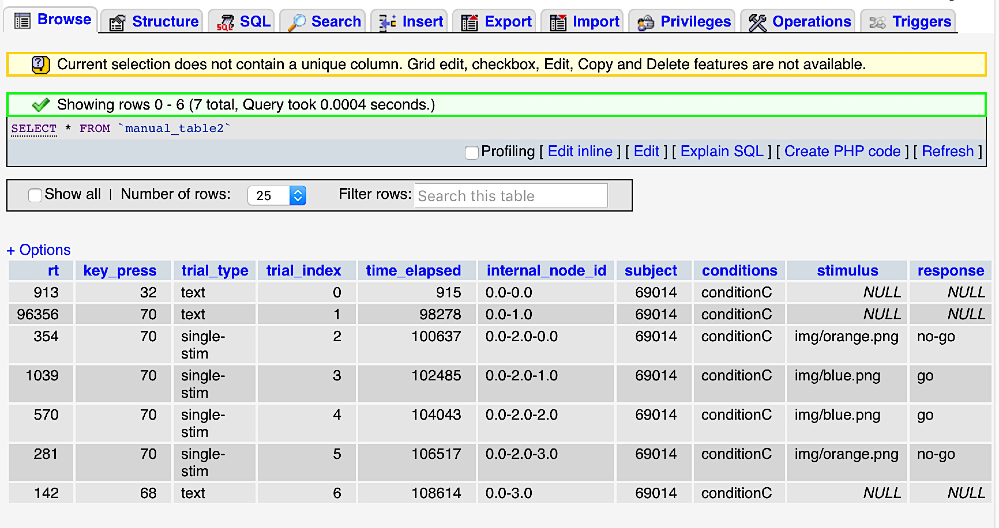 Browse Structure SQL Search Insert Export Import Privileges Operations Triggers
Current selection does not contain a unique column. Grid edit, checkbox, Edit, Copy and Delete features are not available.
Showing rows 0 - 6 (7 total, Query took 0.0004 seconds.)
SELECT * FROM `manual_table2`
Profiling [ Edit inline ] [ Edit ] [ Explain SQL ] [ Create PHP code ] [ Refresh ]
Show all | Number of rows: 25 Filter rows: Search this table
+ Options
rt key_press trial_type trial_index time_elapsed internal_node_id subject conditions stimulus response
913 32 text 0 915 0.0-0.0 69014 conditionC NULL NULL
96356 70 text 1 98278 0.0-1.0 69014 conditionC NULL NULL
354 70 single- 2 100637 0.0-2.0-0.0 69014 conditionC img/orange.png no-go
stim
1039 70 single- 3 102485 0.0-2.0-1.0 69014 conditionC img/blue.png go
stim
570 70 single- 4 104043 0.0-2.0-2.0 69014 conditionC img/blue.png go
stim
281 70 single- 5 106517 0.0-2.0-3.0 69014 conditionC img/orange.png no-go
stim
142 68 text 6 108614 0.0-3.0 69014 conditionC NULL NULL